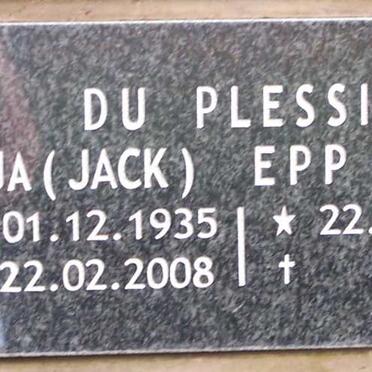 DU PLESSI
JA (JACK) EPP
01.12.1935 | ★ 22.
22.02.2008 | †